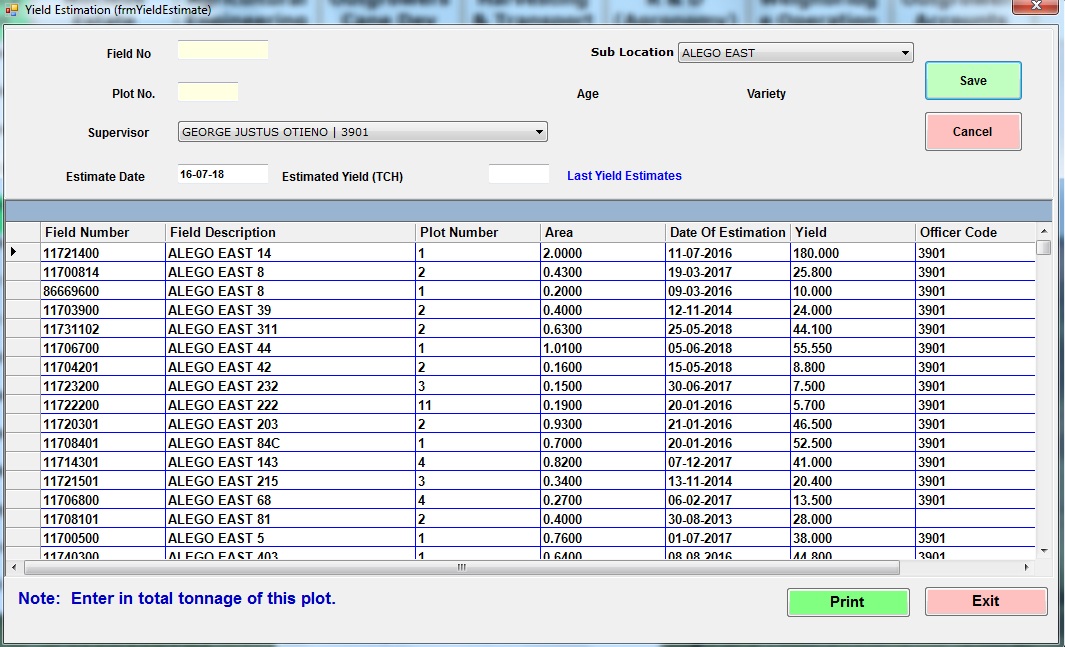 Yield Estimation (frmYieldEstimate)
Field No
Sub Location ALEGO EAST
Save
Plot No.
Age
Variety
Cancel
Supervisor GEORGE JUSTUS OTIENO | 3901
Estimate Date 16-07-18 Estimated Yield (TCH) Last Yield Estimates
Field Number Field Description Plot Number Area Date Of Estimation Yield Officer Code
11721400 ALEGO EAST 14 1 2.0000 11-07-2016 180.000 3901
11700814 ALEGO EAST 8 2 0.4300 19-03-2017 25.800 3901
86669600 ALEGO EAST 8 1 0.2000 09-03-2016 10.000 3901
11703900 ALEGO EAST 39 2 0.4000 12-11-2014 24.000 3901
11731102 ALEGO EAST 311 2 0.6300 25-05-2018 44.100 3901
11706700 ALEGO EAST 44 1 1.0100 05-06-2018 55.550 3901
11704201 ALEGO EAST 42 2 0.1600 15-05-2018 8.800 3901
11723200 ALEGO EAST 232 3 0.1500 30-06-2017 7.500 3901
11722200 ALEGO EAST 222 11 0.1900 20-01-2016 5.700 3901
11720301 ALEGO EAST 203 2 0.9300 21-01-2016 46.500 3901
11708401 ALEGO EAST 84C 1 0.7000 20-01-2016 52.500 3901
11714301 ALEGO EAST 143 4 0.8200 07-12-2017 41.000 3901
11721501 ALEGO EAST 215 3 0.3400 13-11-2014 20.400 3901
11706800 ALEGO EAST 68 4 0.2700 06-02-2017 13.500 3901
11708101 ALEGO EAST 81 2 0.4000 30-08-2013 28.000
11700500 ALEGO EAST 5 1 0.7600 01-07-2017 38.000 3901
11740300 ALEGO EAST 403 1 0.6400 08-08-2016 44.800 3901
Note: Enter in total tonnage of this plot.
Print
Exit